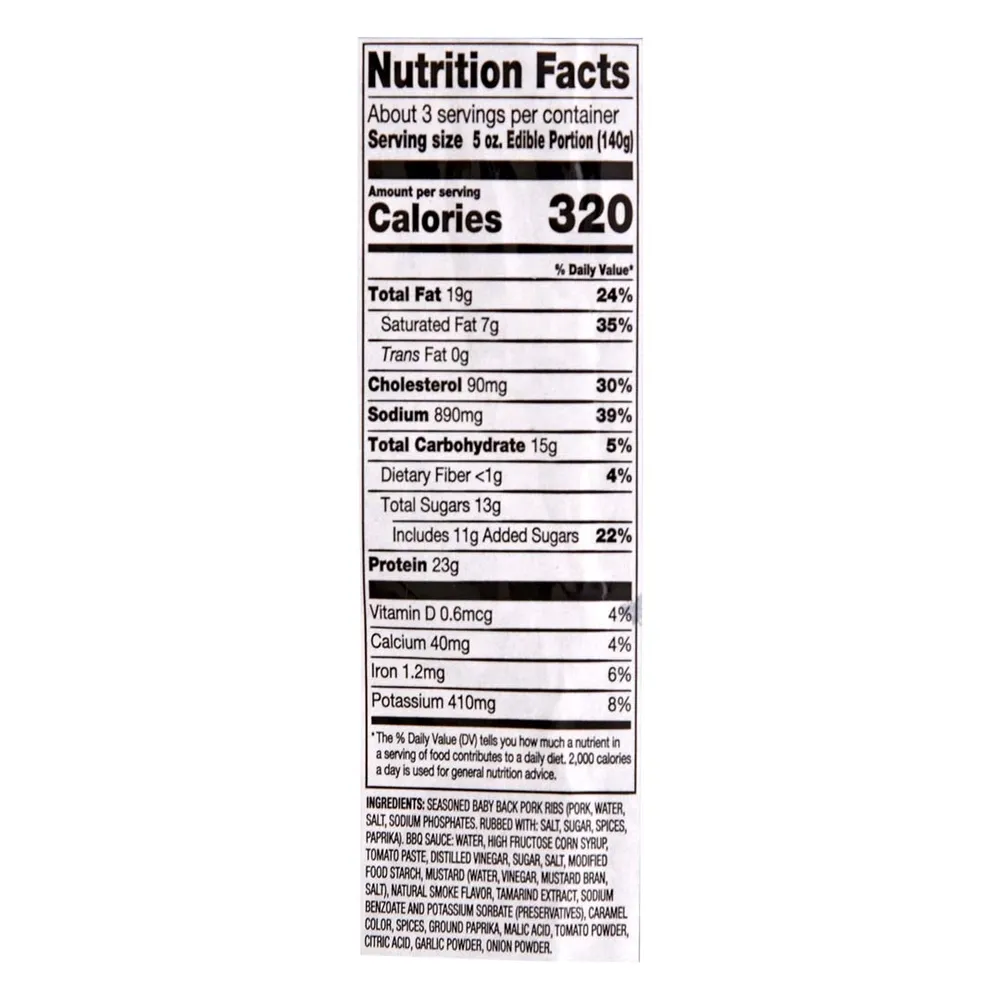 Nutrition Facts
About 3 servings per container
Serving size 5 oz. Edible Portion (140g)
Amount per serving
Calories 320
% Daily Value*
Total Fat 19g 24%
Saturated Fat 7g 35%
Trans Fat 0g
Cholesterol 90mg 30%
Sodium 890mg 39%
Total Carbohydrate 15g 5%
Dietary Fiber <1g 4%
Total Sugars 13g
Includes 11g Added Sugars 22%
Protein 23g
Vitamin D 0.6mcg 4%
Calcium 40mg 4%
Iron 1.2mg 6%
Potassium 410mg 8%
*The % Daily Value (DV) tells you how much a nutrient in
a serving of food contributes to a daily diet. 2,000 calories
a day is used for general nutrition advice.
INGREDIENTS: SEASONED BABY BACK PORK RIBS (PORK, WATER,
SALT, SODIUM PHOSPHATES. RUBBED WITH: SALT, SUGAR, SPICES,
PAPRIKA). BBQ SAUCE: WATER, HIGH FRUCTOSE CORN SYRUP,
TOMATO PASTE, DISTILLED VINEGAR, SUGAR, SALT, MODIFIED
FOOD STARCH, MUSTARD (WATER, VINEGAR, MUSTARD BRAN,
SALT), NATURAL SMOKE FLAVOR, TAMARIND EXTRACT, SODIUM
BENZOATE AND POTASSIUM SORBATE (PRESERVATIVES), CARAMEL
COLOR, SPICES, GROUND PAPRIKA, MALIC ACID, TOMATO POWDER,
CITRIC ACID, GARLIC POWDER, ONION POWDER.